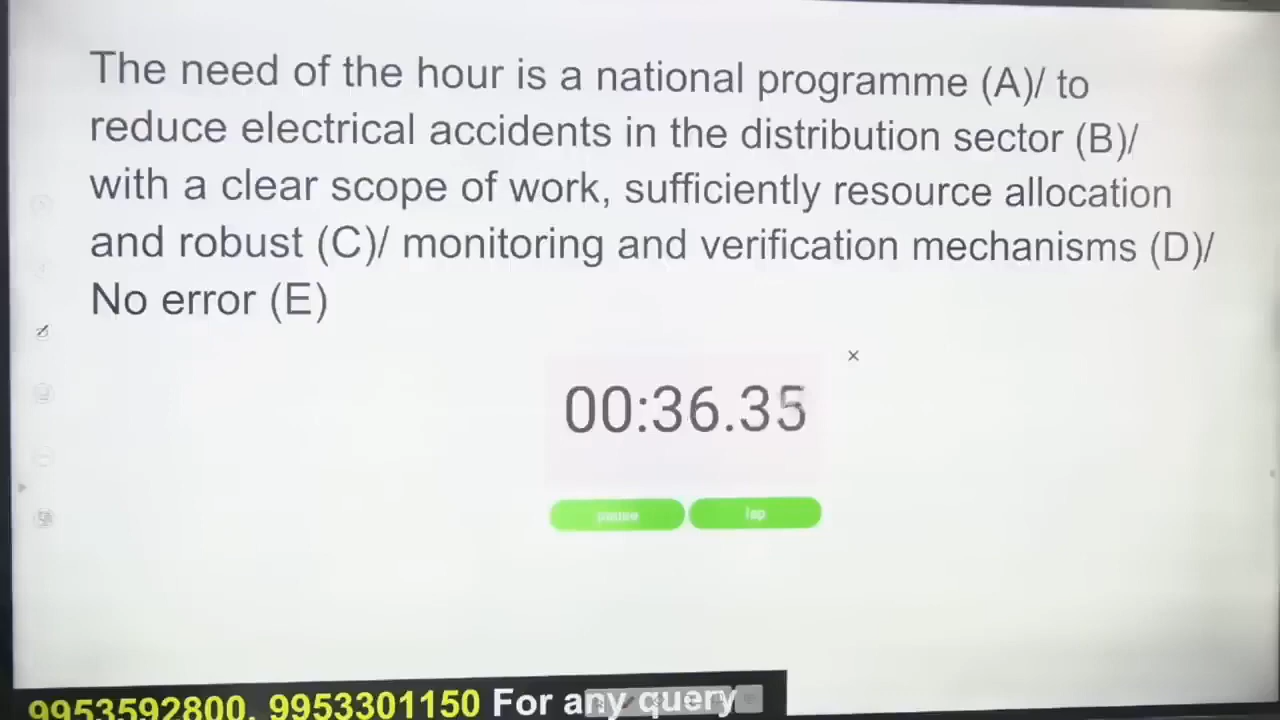 The need of the hour is a national programme (A)/ to
reduce electrical accidents in the distribution sector (B)/
with a clear scope of work, sufficiently resource allocation
and robust (C)/ monitoring and verification mechanisms (D)/
No error (E)
×
00:36.35
pause lap
9953592800, 9953301150 For any query